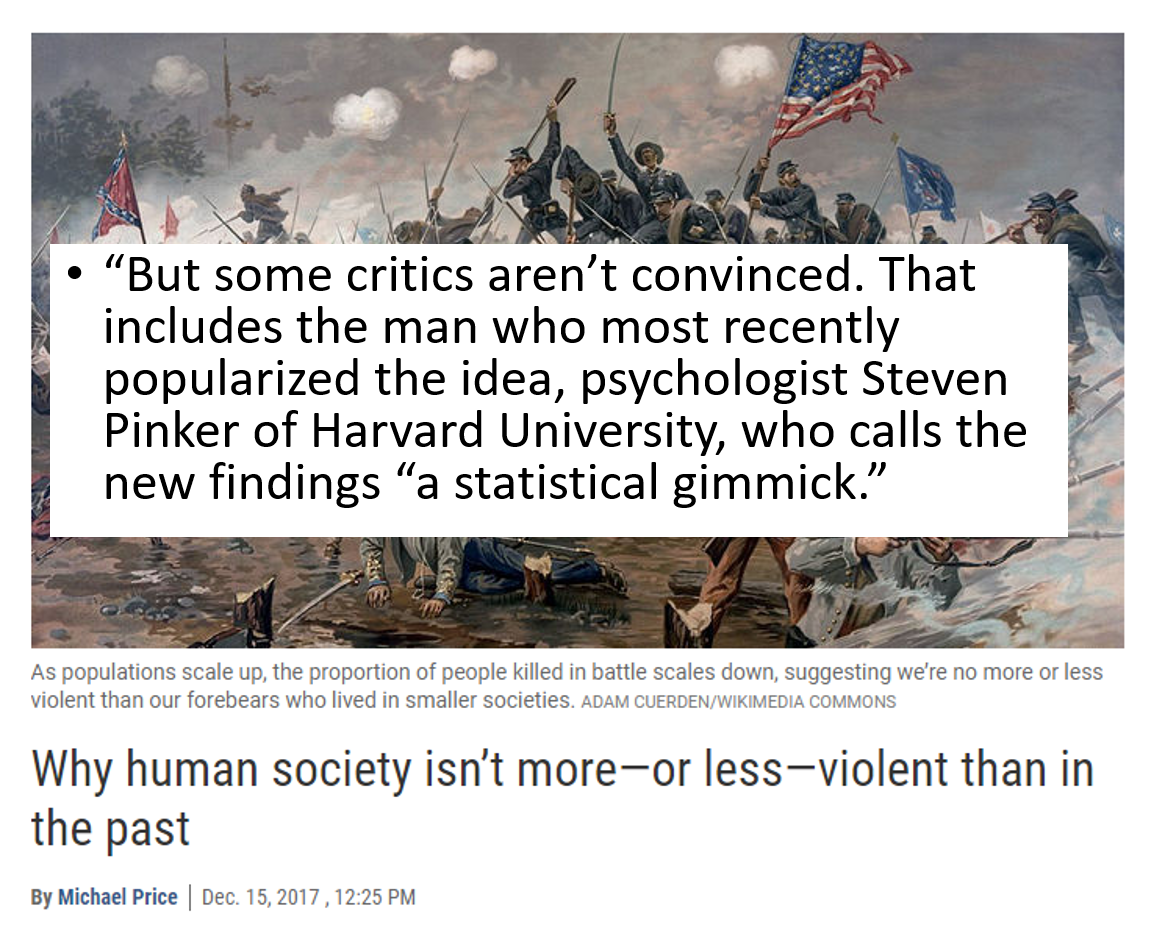 • “But some critics aren’t convinced. That
includes the man who most recently
popularized the idea, psychologist Steven
Pinker of Harvard University, who calls the
new findings “a statistical gimmick.”
As populations scale up, the proportion of people killed in battle scales down, suggesting we’re no more or less
violent than our forebears who lived in smaller societies. ADAM CUERDEN/WIKIMEDIA COMMONS
Why human society isn’t more—or less—violent than in
the past
By Michael Price | Dec. 15, 2017 , 12:25 PM